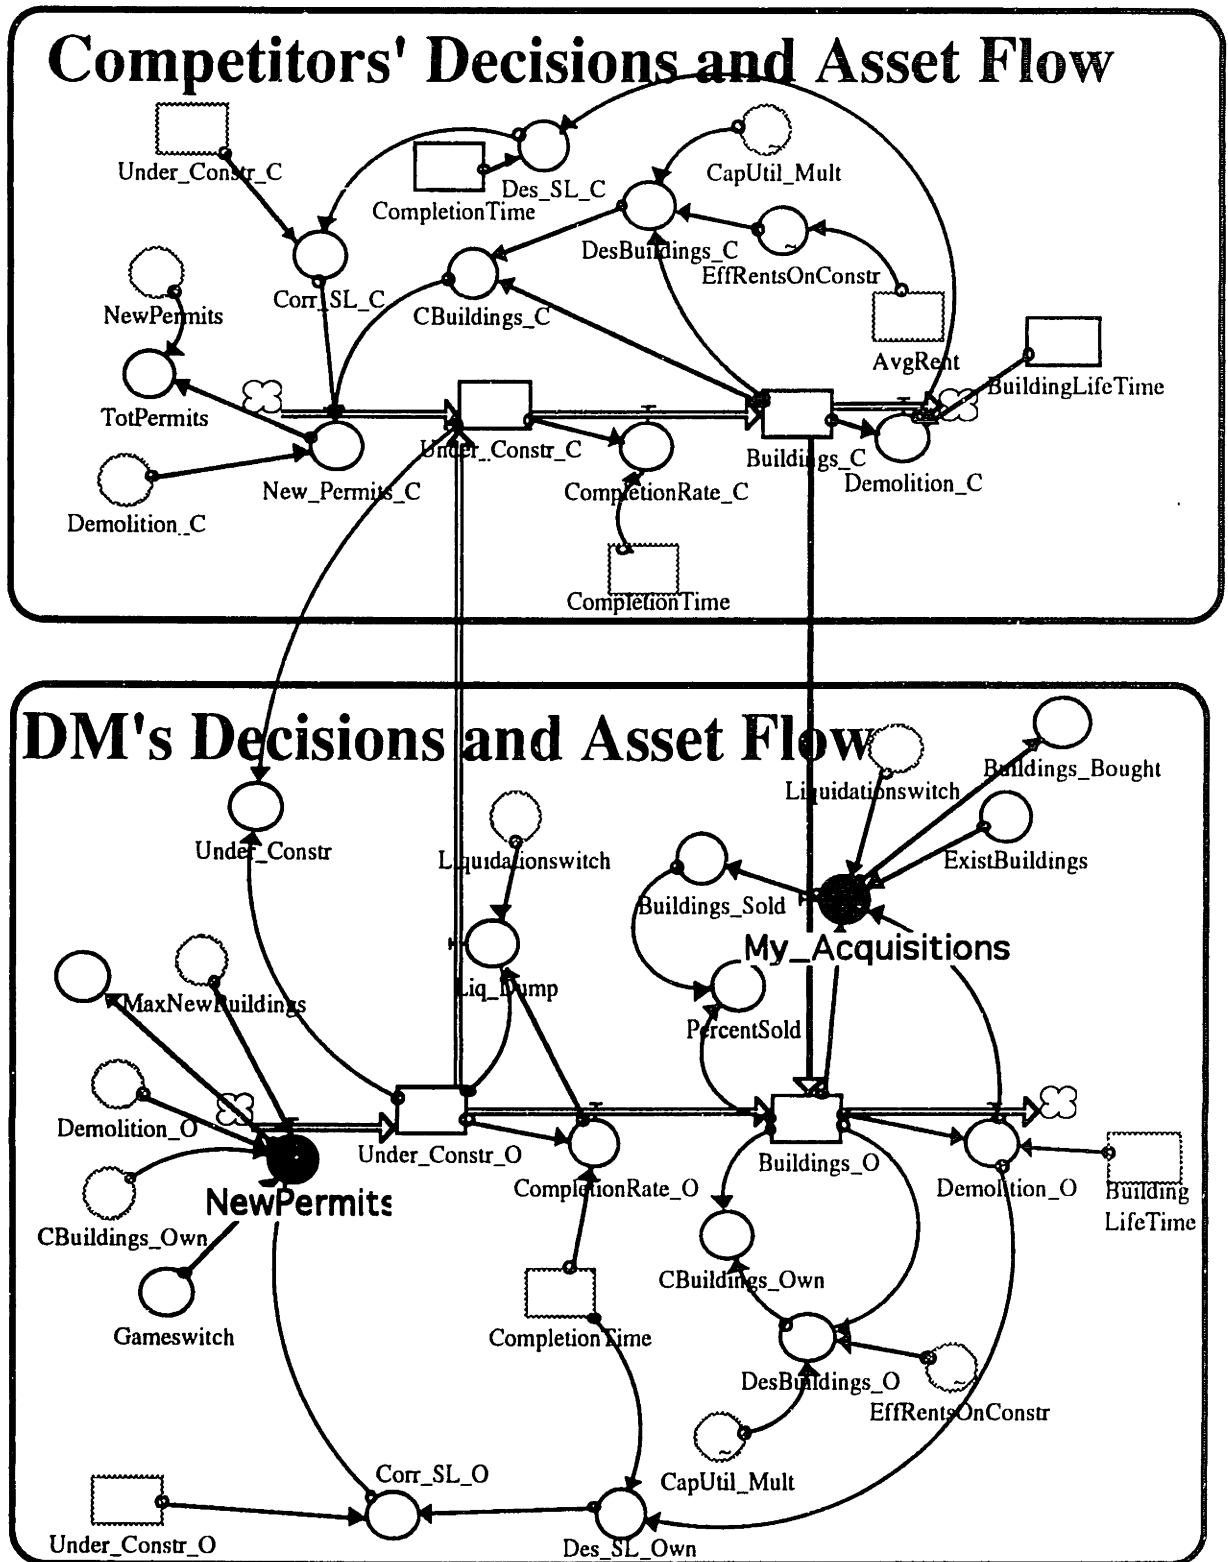 Competitors' Decisions and Asset Flow
Under_Constr_C
CompletionTime
Des_SL_C
CapUtil_Mult
DesBuildings_C
EffRentsOnConstr
NewPermits
Corr_SL_C
CBuildings_C
AvgRent
BuildingLifeTime
TotPermits
Under_Constr_C
Buildings_C
New_Permits_C
CompletionRate_C
Demolition_C
Demolition_C
CompletionTime
DM's Decisions and Asset Flow
Buildings_Bought
Liquidationswitch
Under_Constr
Liquidationswitch
ExistBuildings
Buildings_Sold
My_Acquisitions
Liq_Dump
MaxNewBuildings
PercentSold
Demolition_O
Under_Constr_O
Buildings_O
CompletionRate_O
Demolition_O
Building
LifeTime
NewPermits
CBuildings_Own
CBuildings_Own
Gameswitch
CompletionTime
DesBuildings_O
EffRentsOnConstr
Corr_SL_O
CapUtil_Mult
Under_Constr_O
Des_SL_Own